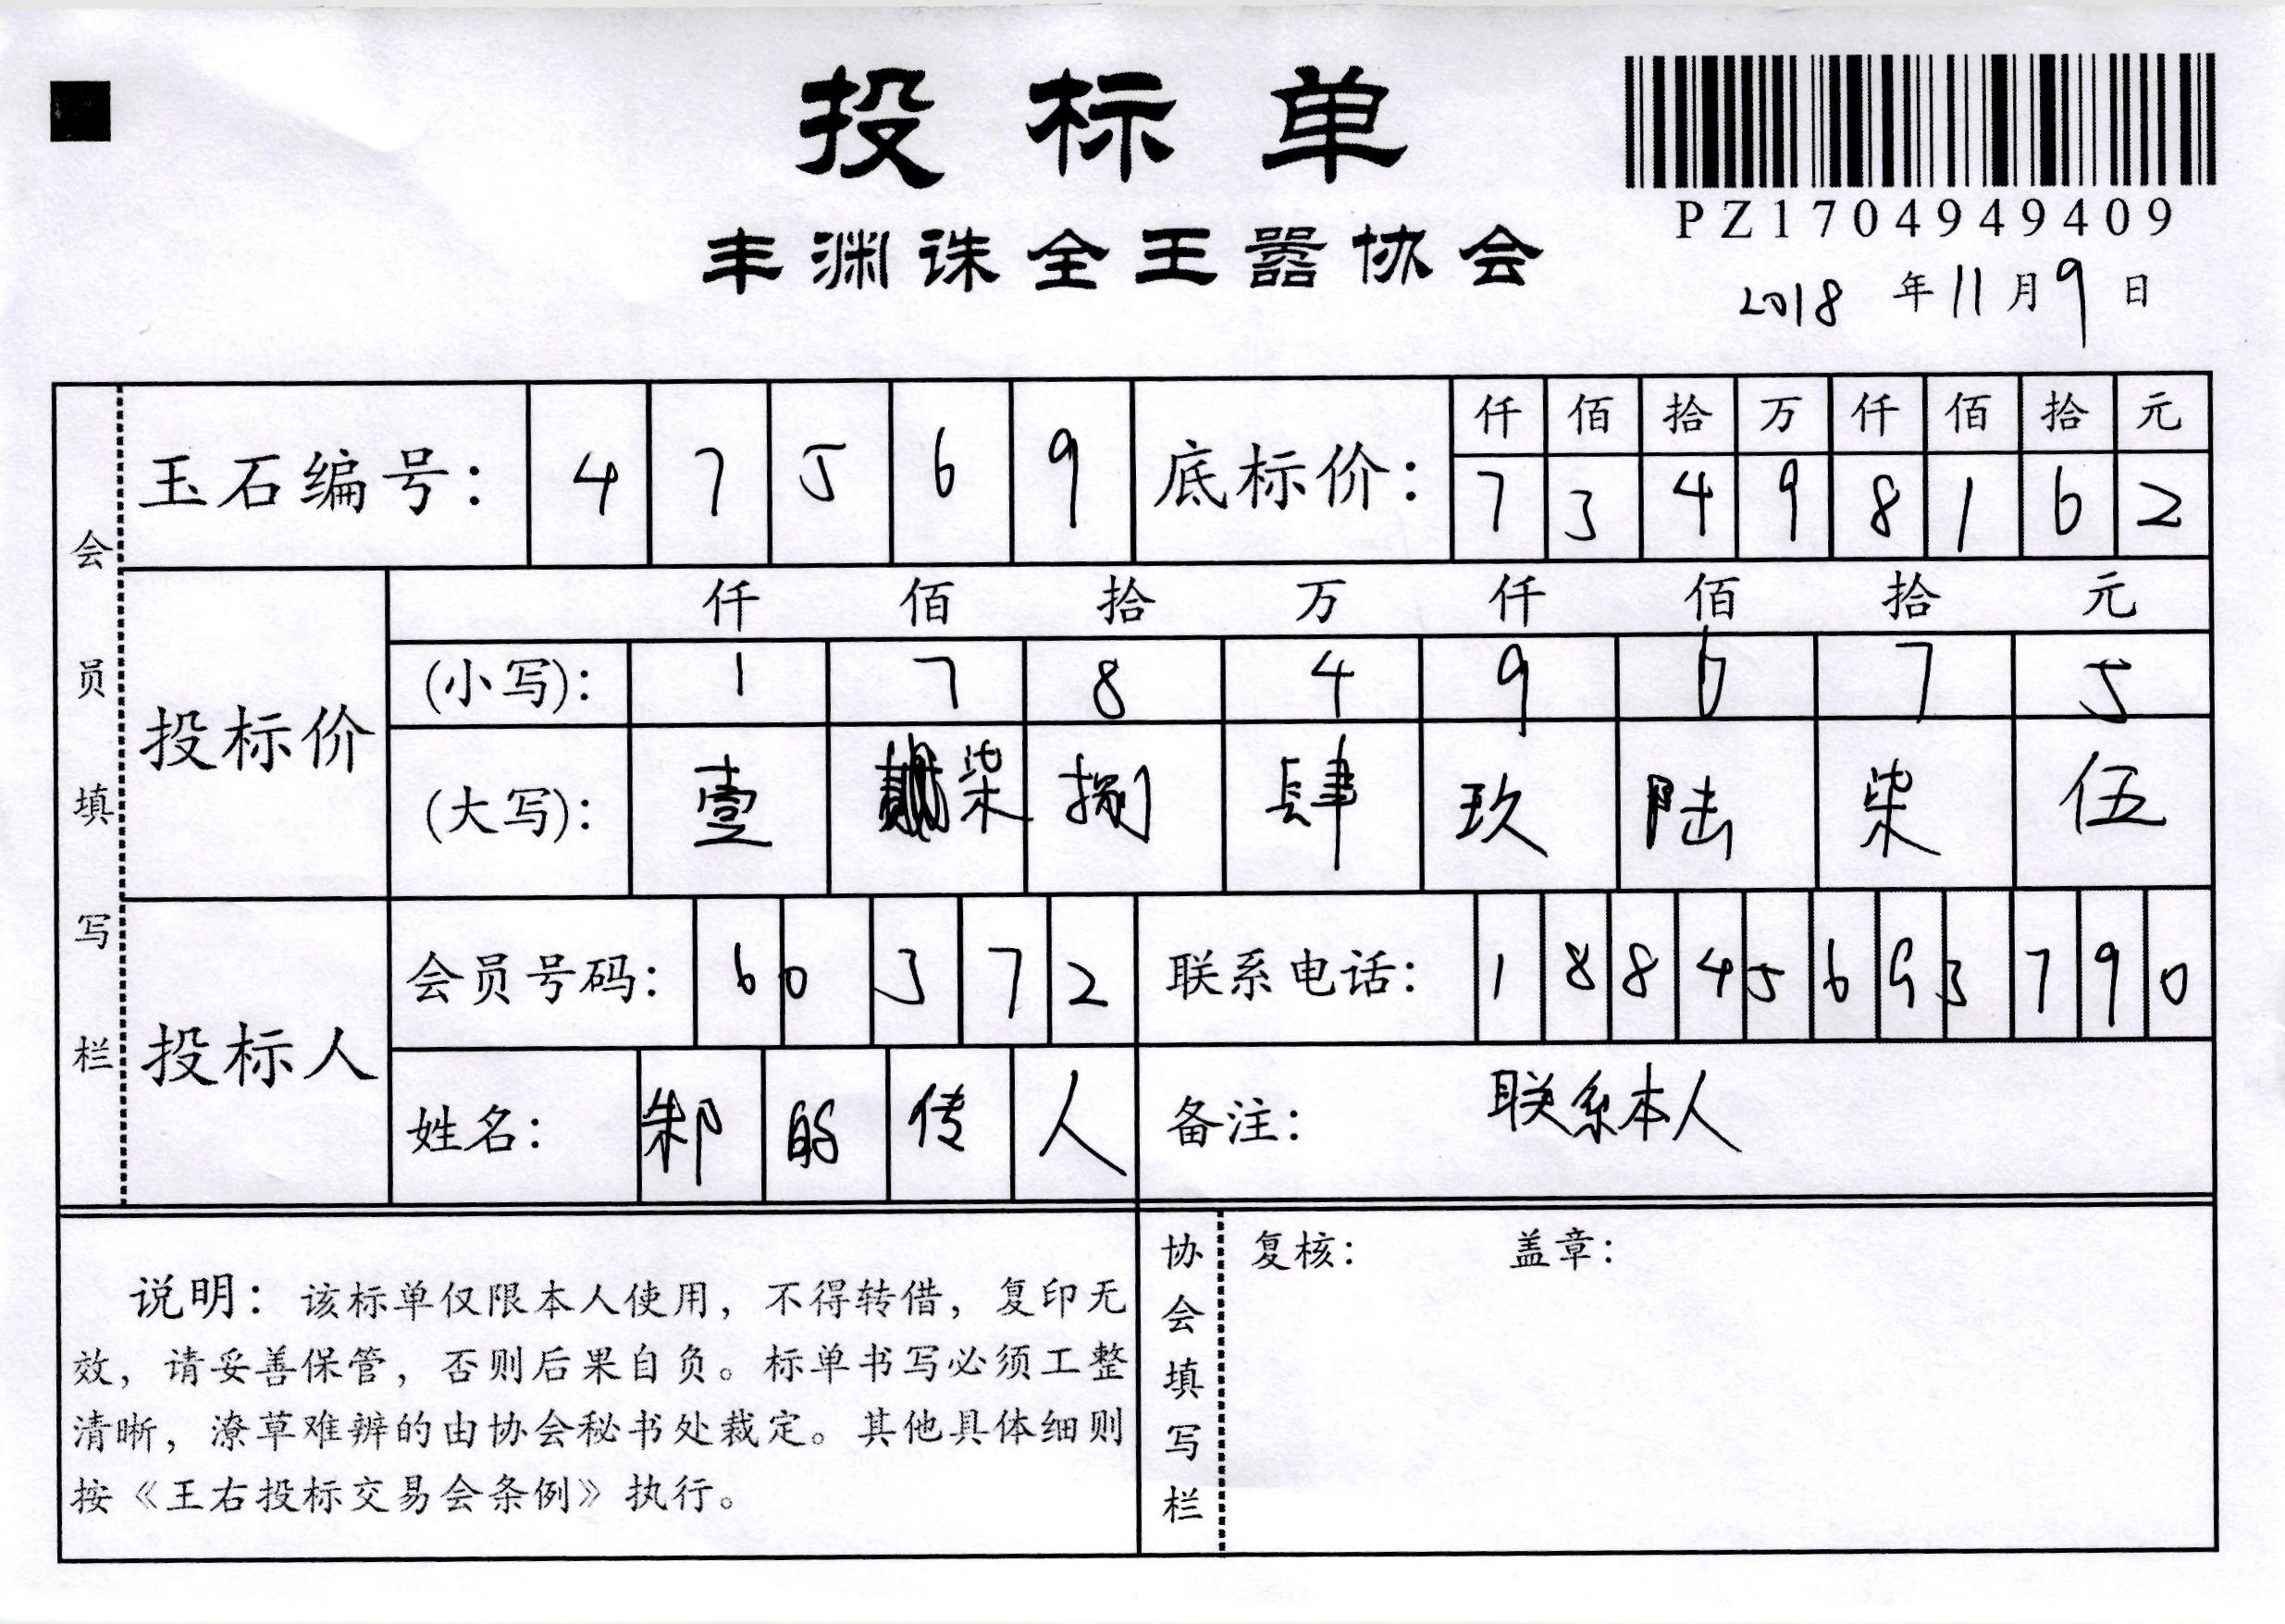 投标单
PZ1704949409
丰渊诛全王嚣协会
2018年11月9日
会员填写栏
玉石编号: 4 7 5 6 9
底标价: 仟 佰 拾 万 仟 佰 拾 元
7 3 4 9 8 1 6 2
投标价
仟 佰 拾 万 仟 佰 拾 元
(小写): 1 7 8 4 9 6 7 5
(大写): 壹 柒 捌 肆 玖 陆 柒 伍
投标人
会员号码: 6 0 3 7 2
联系电话: 1 8 8 4 5 6 9 3 7 9 0
姓名: 的 传 人
备注: 联系本人
说明: 该标单仅限本人使用, 不得转借, 复印无
效, 请妥善保管, 否则后果自负。标单书写必须工整
清晰, 潦草难辨的由协会秘书处裁定。其他具体细则
按《王右投标交易会条例》执行。
协会填写栏
复核: 盖章: